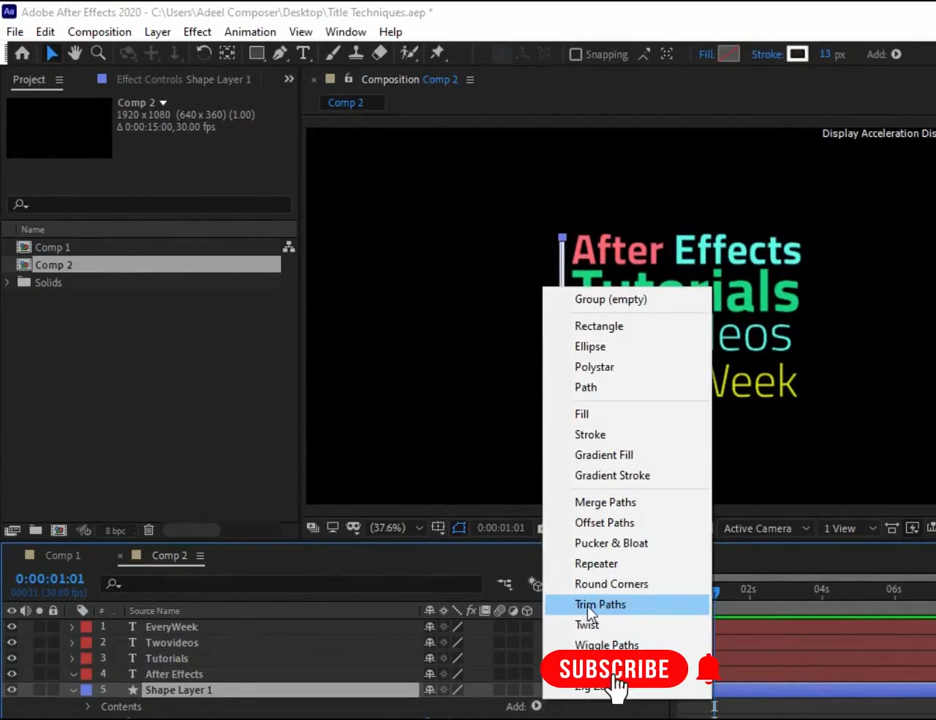 Adobe After Effects 2020 - C:\Users\Adeel Composer\Desktop\Title Techniques.aep *
File Edit Composition Layer Effect Animation View Window Help
Snapping Fill: Stroke: 13 px Add:
Project Effect Controls Shape Layer 1 Composition Comp 2
Comp 2
1920 x 1080 (640 x 360) (1.00)
Δ 0:00:15:00, 30.00 fps
Comp 2
Display Acceleration Dis
Name
Comp 1
Comp 2
Solids
After Effects
Tutorials
eos
Week
Group (empty)
Rectangle
Ellipse
Polystar
Path
Fill
Stroke
Gradient Fill
Gradient Stroke
Merge Paths
Offset Paths
Pucker & Bloat
Repeater
Round Corners
Trim Paths
Twist
Wiggle Paths
SUBSCRIBE
8 bpc
(37.6%) 0:00:01:01 Active Camera 1 View
Comp 1 Comp 2
0:00:01:01
00031 (30.00 fps)
02s 04s 06s
# Source Name
1 T EveryWeek
2 T Twovideos
3 T Tutorials
4 T After Effects
5 Shape Layer 1
Contents Add: